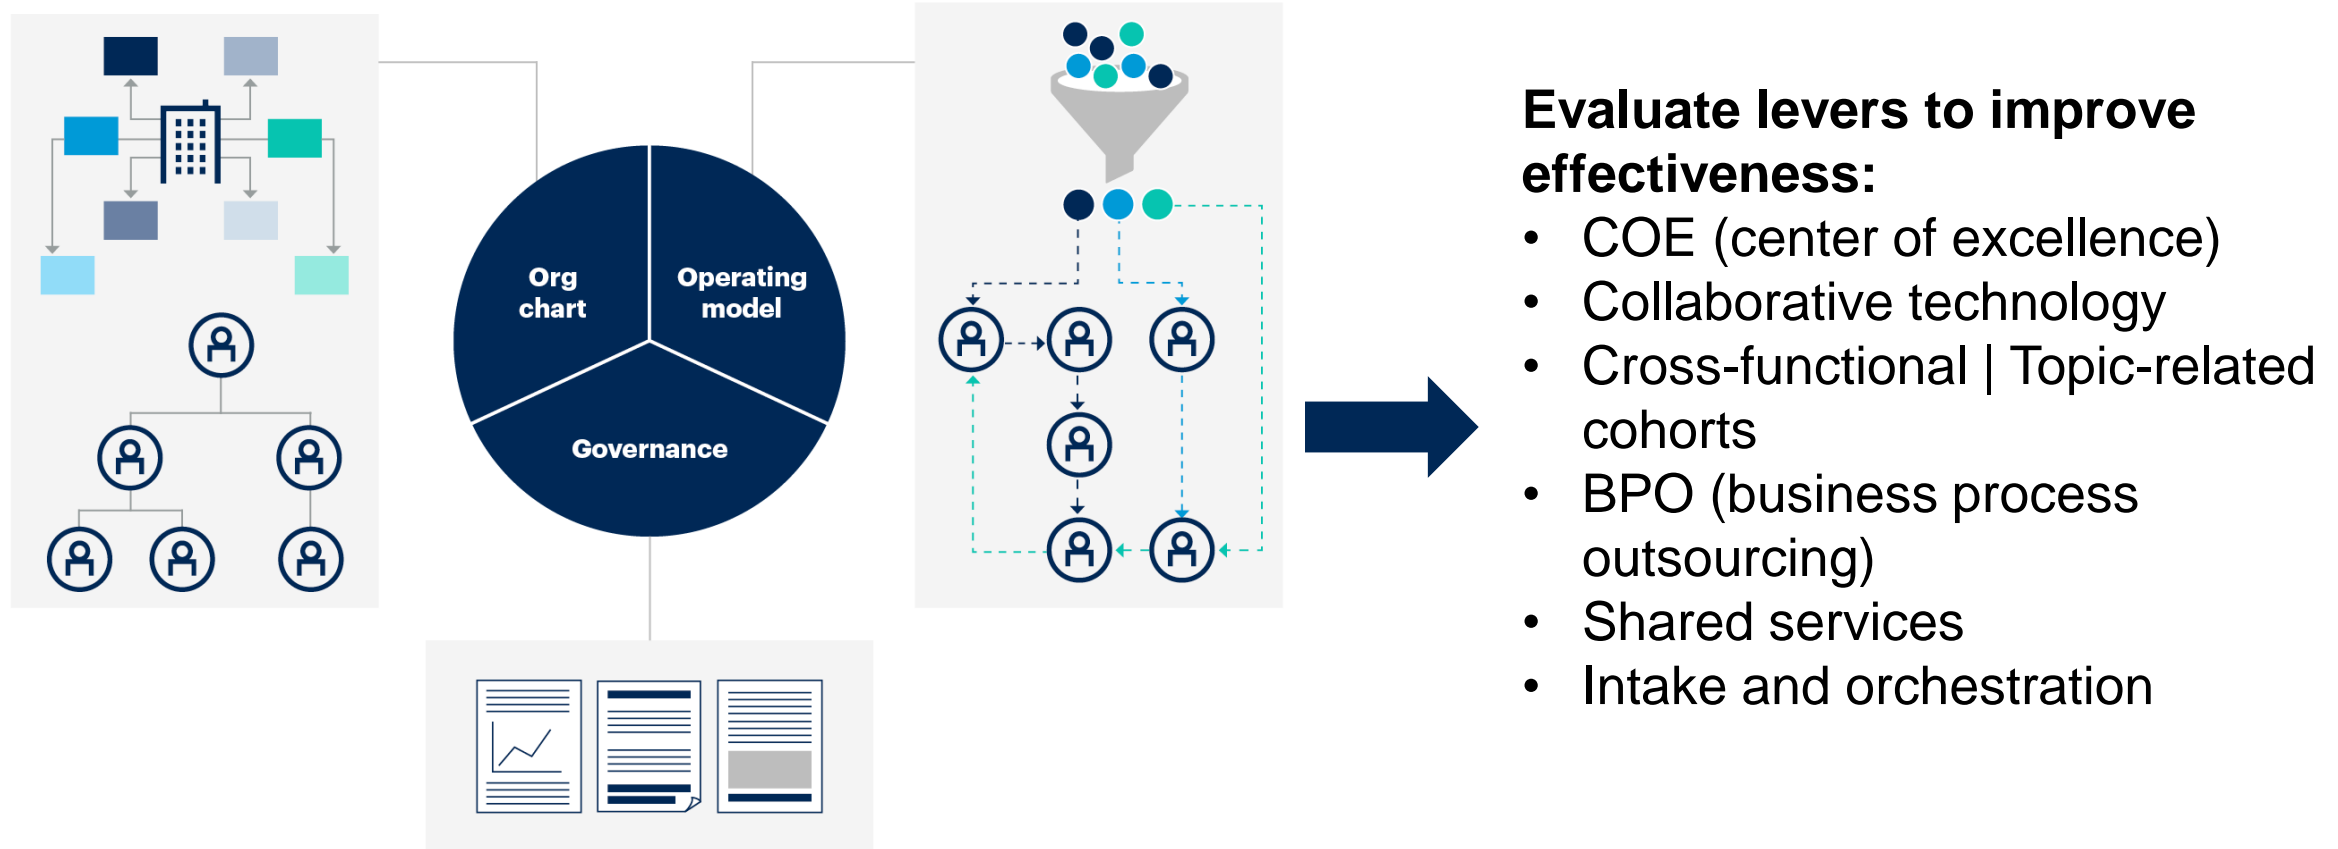 Org
chart
Operating
model
Governance
Evaluate levers to improve
effectiveness:
• COE (center of excellence)
• Collaborative technology
• Cross-functional | Topic-related
cohorts
• BPO (business process
outsourcing)
• Shared services
• Intake and orchestration